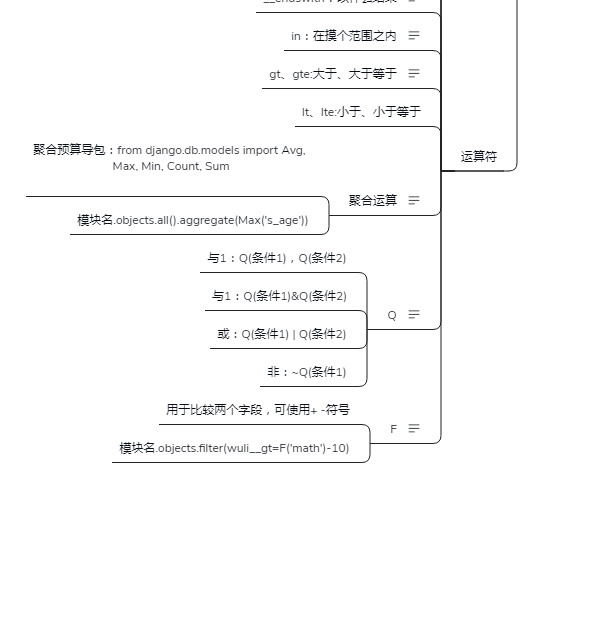 in：在摸个范围之内
gt、gte:大于、大于等于
lt、lte:小于、小于等于
运算符
聚合预算导包：from django.db.models import Avg,
Max, Min, Count, Sum
聚合运算
模块名.objects.all().aggregate(Max('s_age'))
与1：Q(条件1)，Q(条件2)
与1：Q(条件1)&Q(条件2)
Q
或：Q(条件1) | Q(条件2)
非：~Q(条件1)
用于比较两个字段，可使用+ -符号
F
模块名.objects.filter(wuli__gt=F('math')-10)